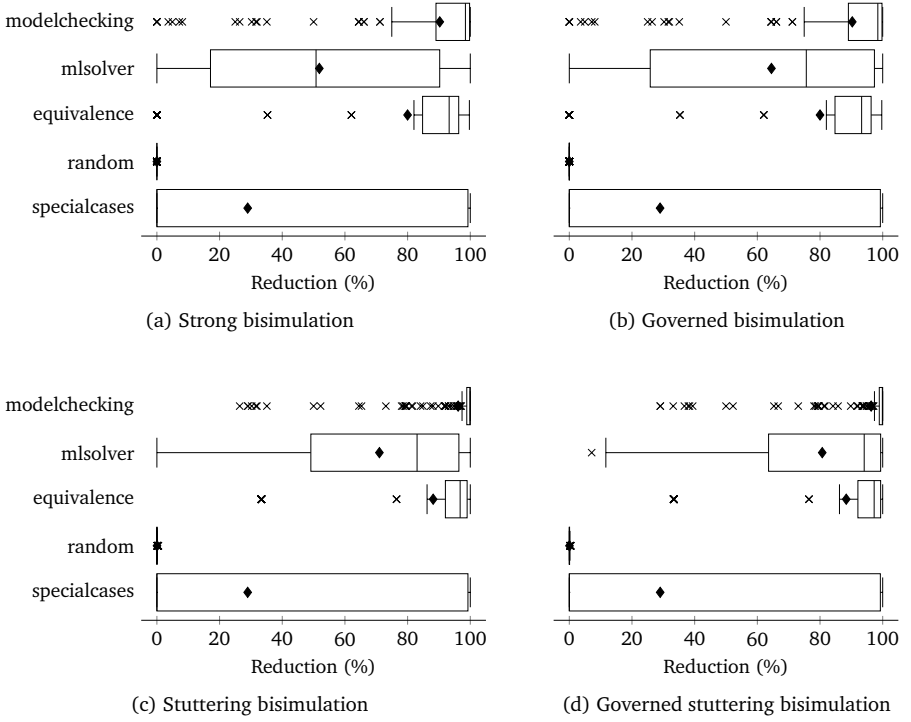 modelchecking
mlsolver
equivalence
random
specialcases
0 20 40 60 80 100
Reduction (%)
(a) Strong bisimulation
0 20 40 60 80 100
Reduction (%)
(b) Governed bisimulation
modelchecking
mlsolver
equivalence
random
specialcases
0 20 40 60 80 100
Reduction (%)
(c) Stuttering bisimulation
0 20 40 60 80 100
Reduction (%)
(d) Governed stuttering bisimulation